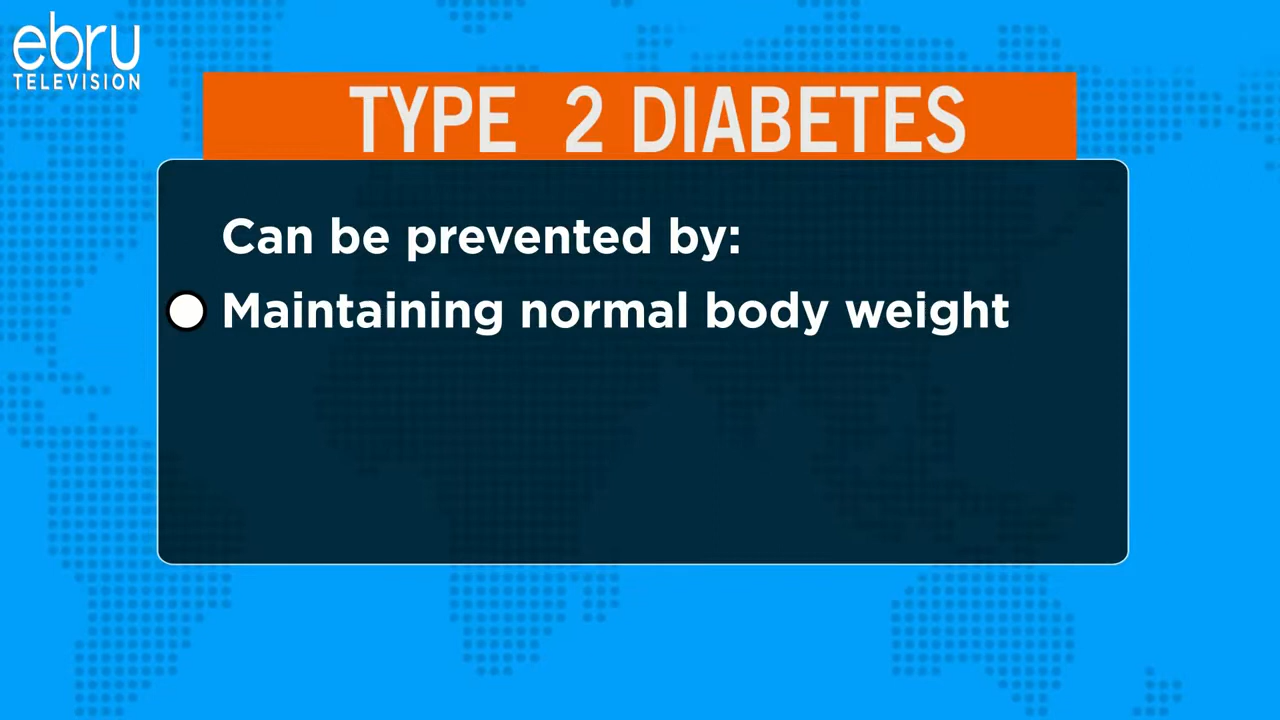 ebru
TELEVISION
TYPE 2 DIABETES
Can be prevented by:
Maintaining normal body weight